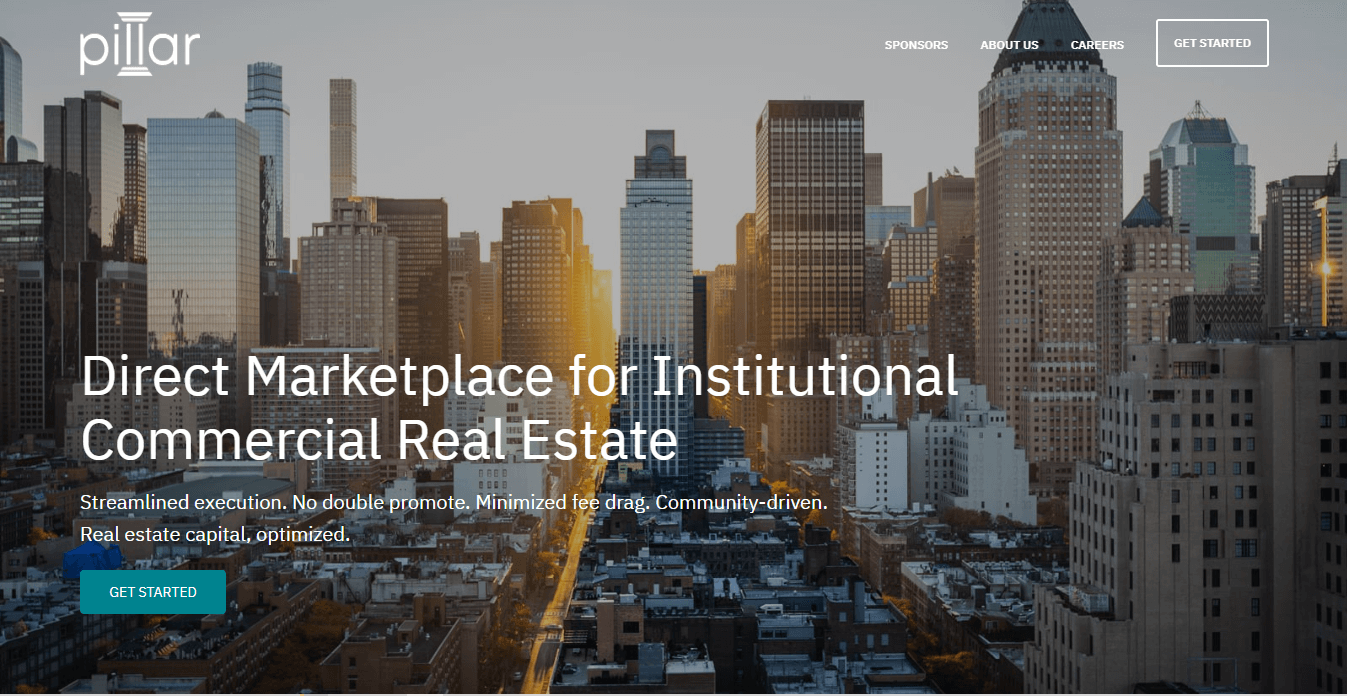 pillar
SPONSORS
ABOUT US
CAREERS
GET STARTED
Direct Marketplace for Institutional
Commercial Real Estate
Streamlined execution. No double promote. Minimized fee drag. Community-driven.
Real estate capital, optimized.
GET STARTED